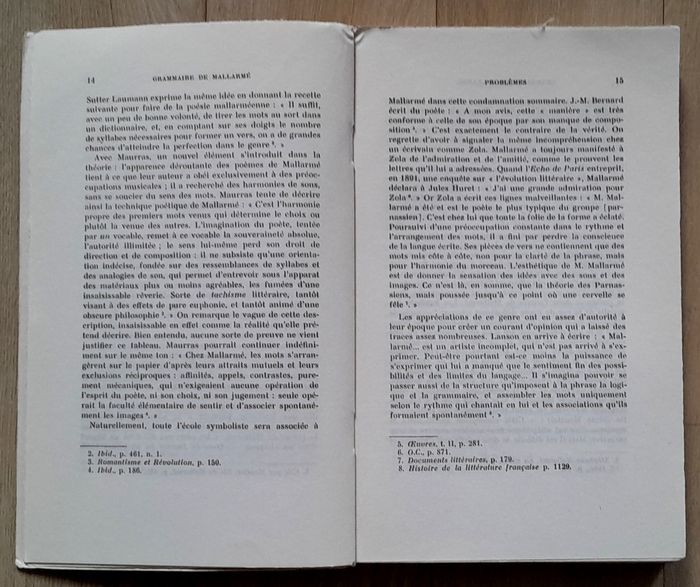 14 GRAMMAIRE DE MALLARMÉ
Sutter Laumann exprime la même idée en donnant la recette
suivante pour faire de la poésie mallarméenne : « Il suffit,
avec un peu de bonne volonté, de tirer les mots au sort dans
un dictionnaire, et, en comptant sur ses doigts le nombre
de syllabes nécessaires pour former un vers, on a de grandes
chances d'atteindre la perfection dans le genre ². »
Avec Maurras, un nouvel élément s'introduit dans la
théorie : l'apparence déroutante des poèmes de Mallarmé
tient à ce que leur auteur a obéi exclusivement à des préoc-
cupations musicales ; il a recherché des harmonies de sons,
sans se soucier du sens des mots. Maurras tente de décrire
ainsi la technique poétique de Mallarmé : « C'est l'harmonie
propre des premiers mots venus qui détermine le choix ou
plutôt la venue des autres. L'imagination du poète, tentée
par un vocable, remet à ce vocable la souveraineté absolue,
l'autorité illimitée ; le sens lui-même perd son droit de
direction et de composition ; il ne subsiste qu'une orienta-
tion indécise, fondée sur des ressemblances de syllabes et
des analogies de son, qui permet d'entrevoir sous l'apparat
des matériaux plus ou moins agréables, les fumées d'une
insaisissable rêverie. Sorte de tachisme littéraire, tantôt
visant à des effets de pure euphonie, et tantôt animé d'une
obscure philosophie ³. » On remarque le vague de cette des-
cription, insaisissable en effet comme la réalité qu'elle pré-
tend décrire. Bien entendu, aucune sorte de preuve ne vient
justifier ce tableau. Maurras pourrait continuer indéfini-
ment sur le même ton : « Chez Mallarmé, les mots s'arran-
gèrent sur le papier d'après leurs attraits mutuels et leurs
exclusions réciproques : affinités, appels, contrastes, pure-
ment mécaniques, qui n'exigeaient aucune opération de
l'esprit du poète, ni son choix, ni son jugement : seule opé-
rait la faculté élémentaire de sentir et d'associer spontané-
ment les images ⁴. »
Naturellement, toute l'école symboliste sera associée à
2. Ibid., p. 461, n. 1.
3. Romantisme et Révolution, p. 150.
4. Ibid., p. 186.
PROBLÈMES 15
Mallarmé dans cette condamnation sommaire. J.-M. Bernard
écrit du poète : « A mon avis, cette « manière » est très
conforme à celle de son époque par son manque de compo-
sition ⁵. » C'est exactement le contraire de la vérité. On
regrette d'avoir à signaler la même incompréhension chez
un écrivain comme Zola. Mallarmé a toujours manifesté à
Zola de l'admiration et de l'amitié, comme le prouvent les
lettres qu'il lui a adressées. Quand l'Echo de Paris entreprit,
en 1891, une enquête sur « l'évolution littéraire », Mallarmé
déclara à Jules Huret : « J'ai une grande admiration pour
Zola ⁶. » Or Zola a écrit ces lignes malveillantes : « M. Mal-
larmé a été et est le poète le plus typique du groupe [par-
nassien]. C'est chez lui que toute la folie de la forme a éclaté.
Poursuivi d'une préoccupation constante dans le rythme et
l'arrangement des mots, il a fini par perdre la conscience
de la langue écrite. Ses pièces de vers ne contiennent que des
mots mis côte à côte, non pour la clarté de la phrase, mais
pour l'harmonie du morceau. L'esthétique de M. Mallarmé
est de donner la sensation des idées avec des sons et des
images. Ce n'est là, en somme, que la théorie des Parnas-
siens, mais poussée jusqu'à ce point où une cervelle se
fêle ⁷. »
Les appréciations de ce genre ont eu assez d'autorité à
leur époque pour créer un courant d'opinion qui a laissé des
traces assez nombreuses. Lanson en arrive à écrire : « Mal-
larmé... est un artiste incomplet, qui n'est pas arrivé à s'ex-
primer. Peut-être pourtant est-ce moins la puissance de
s'exprimer qui lui a manqué que le sentiment fin des possi-
bilités et des limites du langage... Il s'imagina pouvoir se
passer aussi de la structure qu'imposent à la phrase la logi-
que et la grammaire, et assembler les mots uniquement
selon le rythme qui chantait en lui et les associations qu'ils
formaient spontanément ⁸. »
5. Œuvres, t. II, p. 281.
6. O.C., p. 871.
7. Documents littéraires, p. 179.
8. Histoire de la littérature française p. 1129.